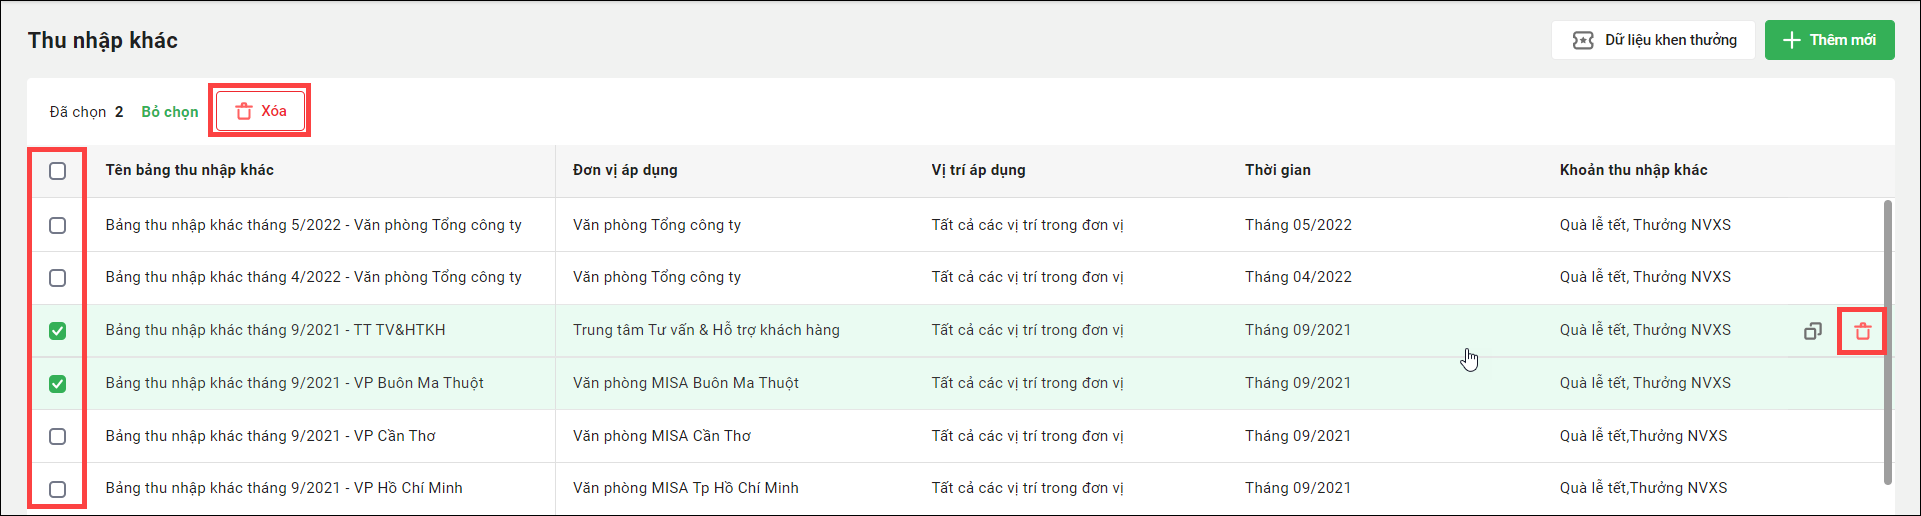 Thu nhập khác
Dữ liệu khen thưởng
Thêm mới
Đã chọn 2 Bỏ chọn Xóa
Tên bảng thu nhập khác Đơn vị áp dụng Vị trí áp dụng Thời gian Khoản thu nhập khác
Bảng thu nhập khác tháng 5/2022 - Văn phòng Tổng công ty Văn phòng Tổng công ty Tất cả các vị trí trong đơn vị Tháng 05/2022 Quà lễ tết, Thưởng NVXS
Bảng thu nhập khác tháng 4/2022 - Văn phòng Tổng công ty Văn phòng Tổng công ty Tất cả các vị trí trong đơn vị Tháng 04/2022 Quà lễ tết, Thưởng NVXS
Bảng thu nhập khác tháng 9/2021 - TT TV&HTKH Trung tâm Tư vấn & Hỗ trợ khách hàng Tất cả các vị trí trong đơn vị Tháng 09/2021 Quà lễ tết, Thưởng NVXS
Bảng thu nhập khác tháng 9/2021 - VP Buôn Ma Thuột Văn phòng MISA Buôn Ma Thuột Tất cả các vị trí trong đơn vị Tháng 09/2021 Quà lễ tết, Thưởng NVXS
Bảng thu nhập khác tháng 9/2021 - VP Cần Thơ Văn phòng MISA Cần Thơ Tất cả các vị trí trong đơn vị Tháng 09/2021 Quà lễ tết,Thưởng NVXS
Bảng thu nhập khác tháng 9/2021 - VP Hồ Chí Minh Văn phòng MISA Tp Hồ Chí Minh Tất cả các vị trí trong đơn vị Tháng 09/2021 Quà lễ tết,Thưởng NVXS